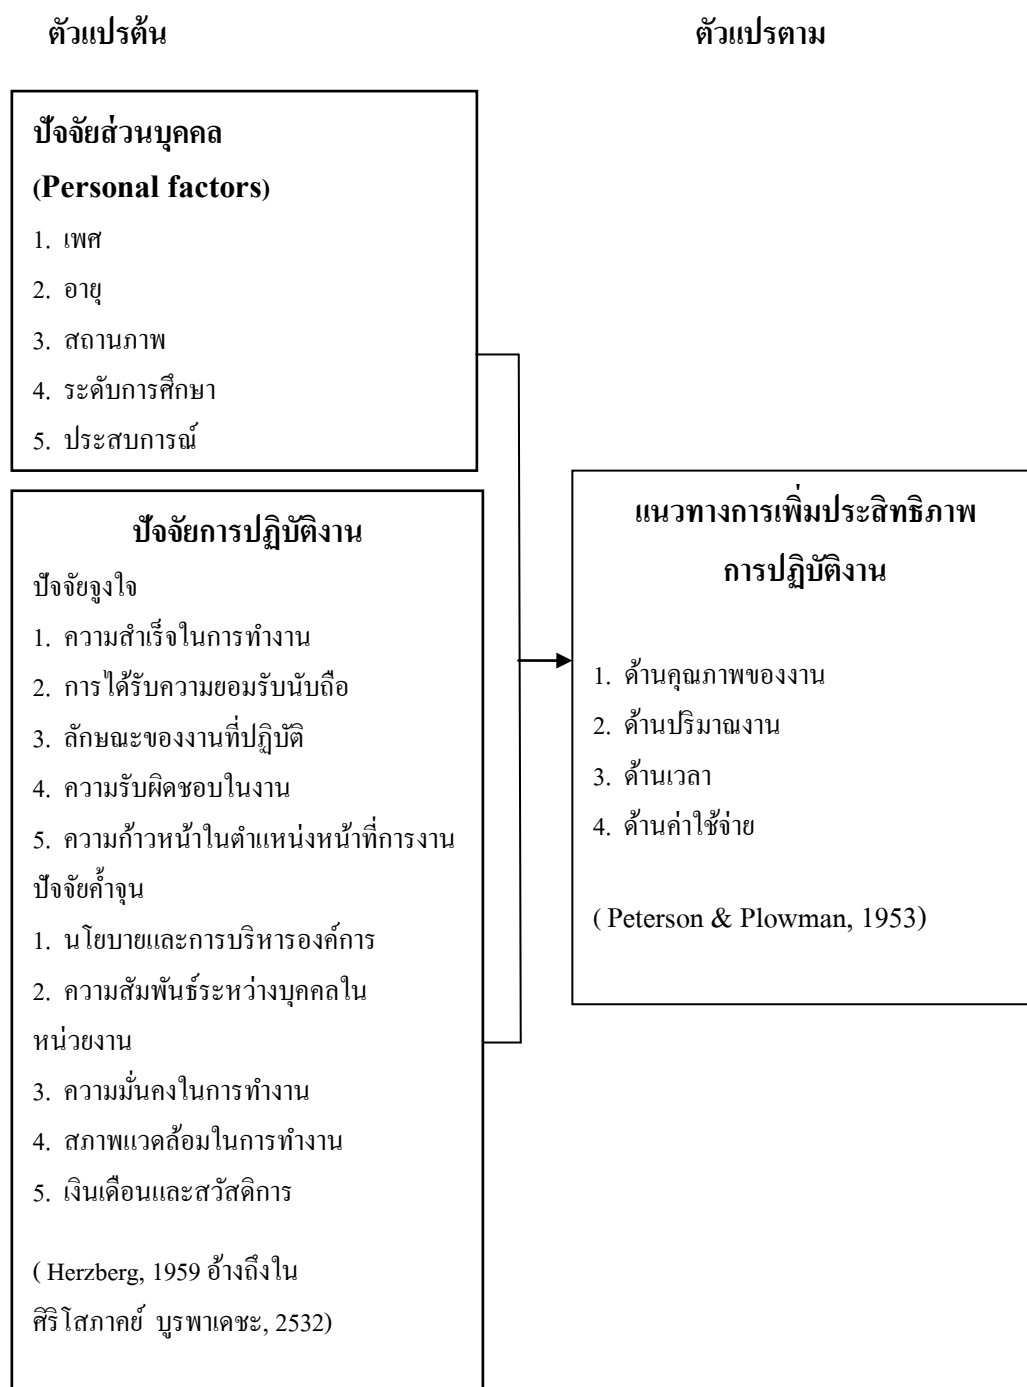 ตัวแปรต้น
ตัวแปรตาม
ปัจจัยส่วนบุคคล
(Personal factors)
1. เพศ
2. อายุ
3. สถานภาพ
4. ระดับการศึกษา
5. ประสบการณ์
ปัจจัยการปฏิบัติงาน
ปัจจัยจูงใจ
1. ความสำเร็จในการทำงาน
2. การได้รับความยอมรับนับถือ
3. ลักษณะของงานที่ปฏิบัติ
4. ความรับผิดชอบในงาน
5. ความก้าวหน้าในตำแหน่งหน้าที่การงาน
ปัจจัยค้ำจุน
1. นโยบายและการบริหารองค์การ
2. ความสัมพันธ์ระหว่างบุคคลใน
หน่วยงาน
3. ความมั่นคงในการทำงาน
4. สภาพแวดล้อมในการทำงาน
5. เงินเดือนและสวัสดิการ
( Herzberg, 1959 อ้างถึงใน
ศิริโสภาคย์ บูรพาเดชะ, 2532)
แนวทางการเพิ่มประสิทธิภาพ
การปฏิบัติงาน
1. ด้านคุณภาพของงาน
2. ด้านปริมาณงาน
3. ด้านเวลา
4. ด้านค่าใช้จ่าย
( Peterson & Plowman, 1953)